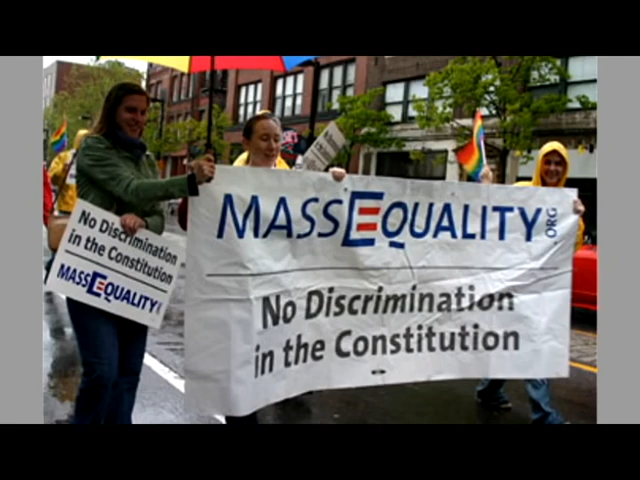 No Discrimination
in the Constitution
MASSEQUALITY
MASSEQUALITY.ORG
No Discrimination
in the Constitution